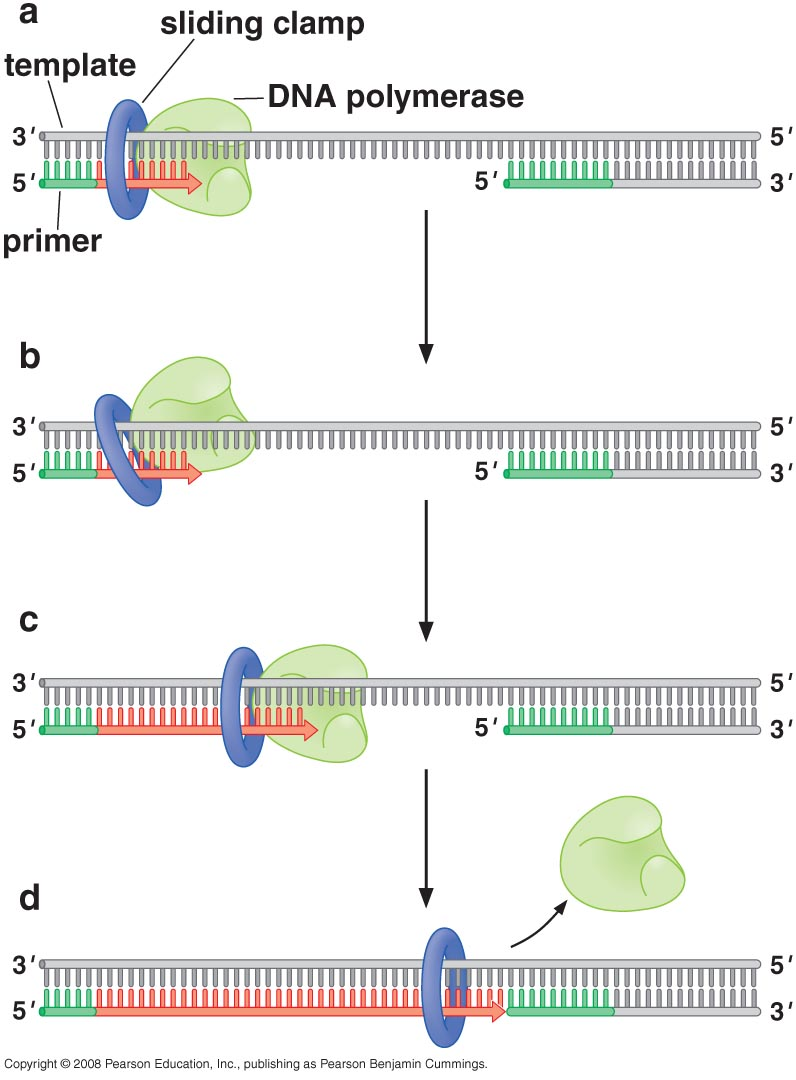 a
sliding clamp
template
DNA polymerase
3′ 5′
5′ 5′ 3′
primer
b
3′ 5′
5′ 5′ 3′
c
3′ 5′
5′ 5′ 3′
d
3′ 5′
5′ 3′
Copyright © 2008 Pearson Education, Inc., publishing as Pearson Benjamin Cummings.